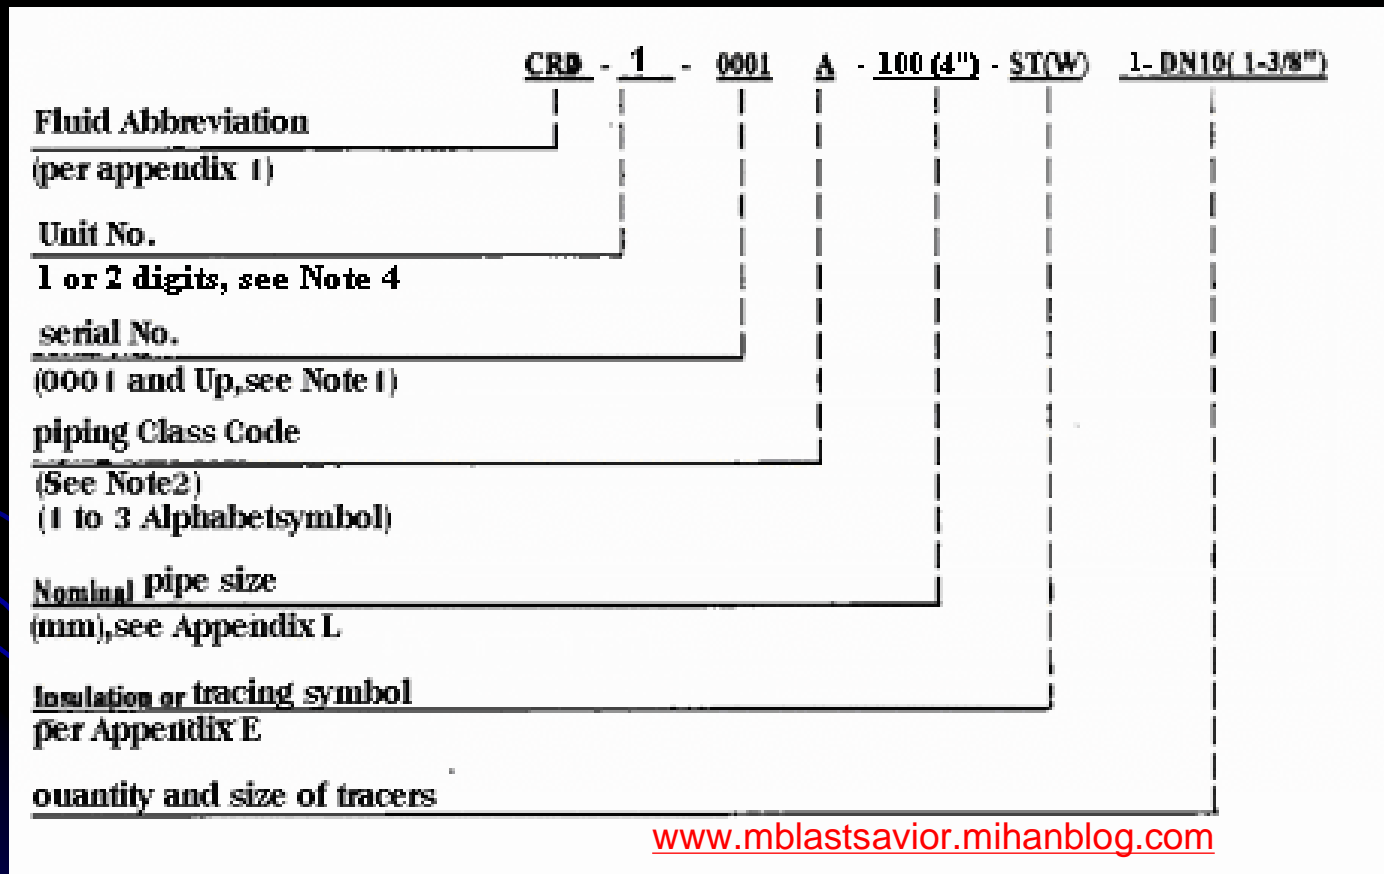 CRD - 1 - 0001 A - 100 (4") - ST(W) 1- DN10( 1-3/8")
Fluid Abbreviation
(per appendix 1)
Unit No.
1 or 2 digits, see Note 4
serial No.
(0001 and Up,see Note 1)
piping Class Code
(See Note2)
(1 to 3 Alphabetsymbol)
Nominal pipe size
(mm),see Appendix L
Insulation or tracing symbol
per Appendix E
ouantity and size of tracers
www.mblastsavior.mihanblog.com